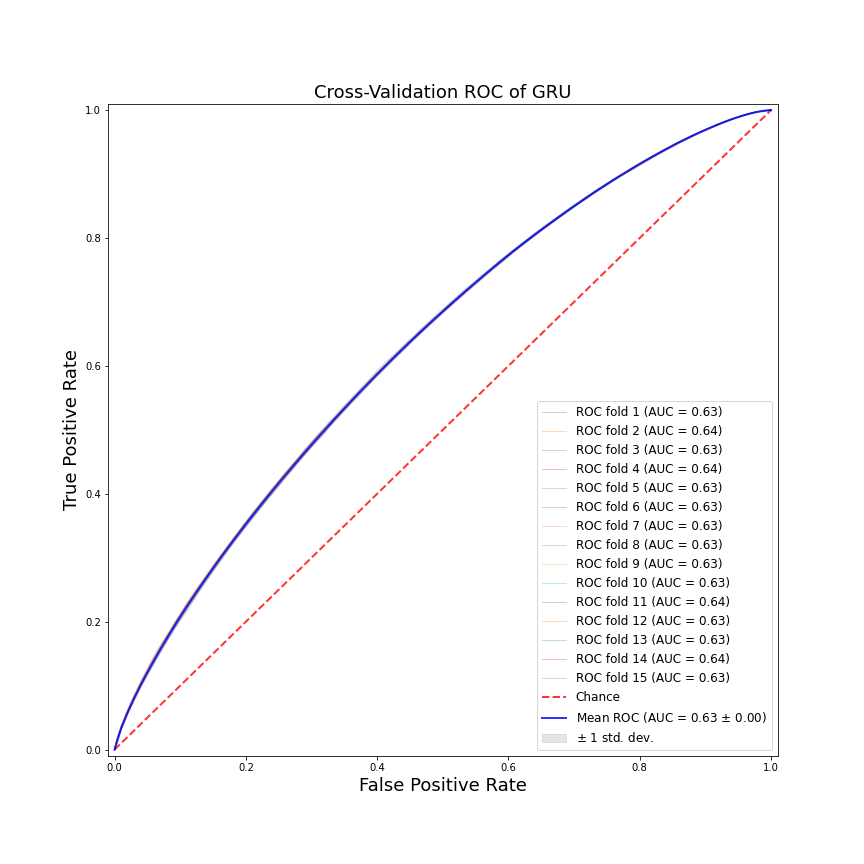 Cross-Validation ROC of GRU
1.0
0.8
0.6
0.4
0.2
0.0
True Positive Rate
ROC fold 1 (AUC = 0.63)
ROC fold 2 (AUC = 0.64)
ROC fold 3 (AUC = 0.63)
ROC fold 4 (AUC = 0.64)
ROC fold 5 (AUC = 0.63)
ROC fold 6 (AUC = 0.63)
ROC fold 7 (AUC = 0.63)
ROC fold 8 (AUC = 0.63)
ROC fold 9 (AUC = 0.63)
ROC fold 10 (AUC = 0.63)
ROC fold 11 (AUC = 0.64)
ROC fold 12 (AUC = 0.63)
ROC fold 13 (AUC = 0.63)
ROC fold 14 (AUC = 0.64)
ROC fold 15 (AUC = 0.63)
Chance
Mean ROC (AUC = 0.63 ± 0.00)
± 1 std. dev.
0.0 0.2 0.4 0.6 0.8 1.0
False Positive Rate